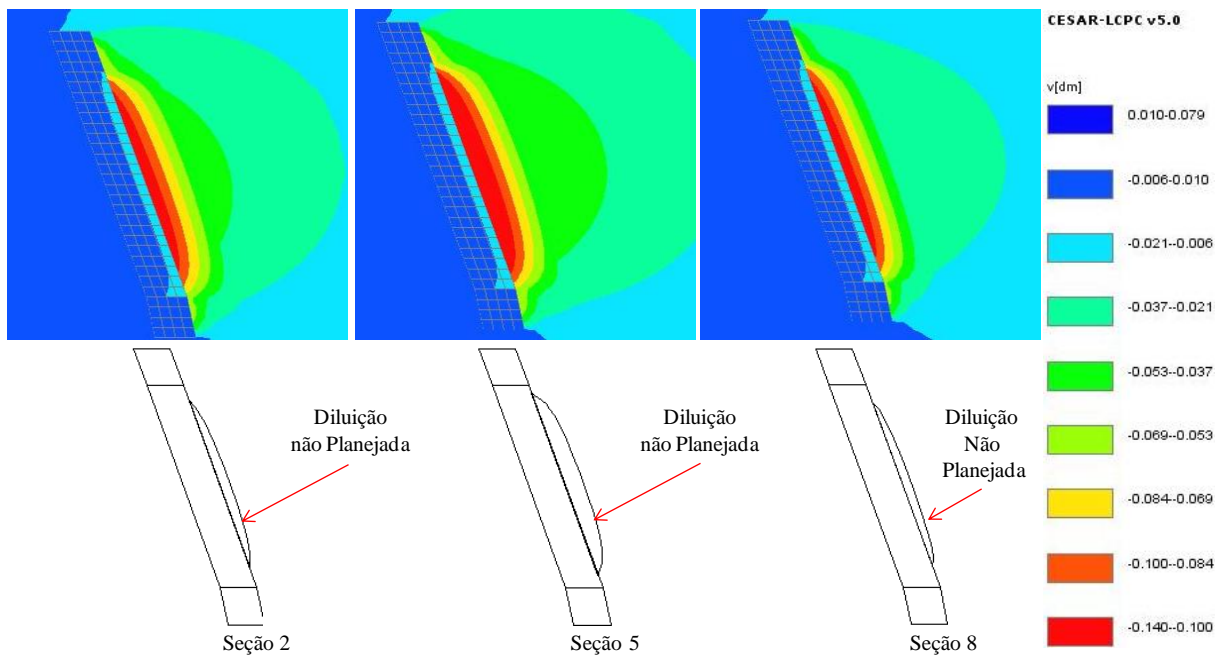 CESAR-LCPC v5.0
v[dm]
0.010-0.079
-0.006-0.010
-0.021--0.006
-0.037--0.021
-0.053--0.037
-0.069--0.053
-0.084--0.069
-0.100--0.084
-0.140--0.100
Diluição
não Planejada
Diluição
não Planejada
Diluição
Não
Planejada
Seção 2
Seção 5
Seção 8